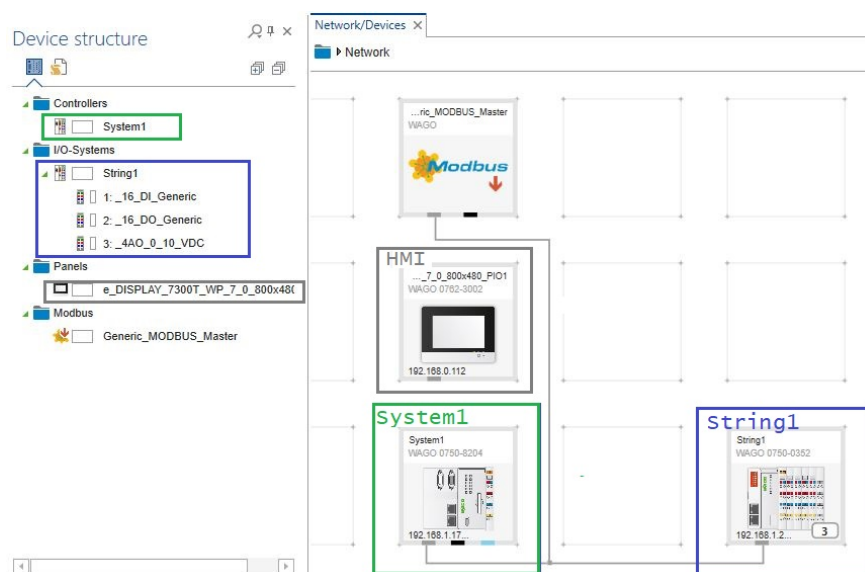 Device structure
Controllers
System1
I/O-Systems
String1
1: _16_DI_Generic
2: _16_DO_Generic
3: _4AO_0_10_VDC
Panels
e_DISPLAY_7300T_WP_7_0_800x480
Modbus
Generic_MODBUS_Master
Network/Devices
Network
...ric_MODBUS_Master
WAGO
Modbus
HMI
..._7_0_800x480_PIO1
WAGO 0762-3002
192.168.0.112
System1
System1
WAGO 0750-8204
192.168.1.17...
String1
String1
WAGO 0750-0352
192.168.1.2...
3